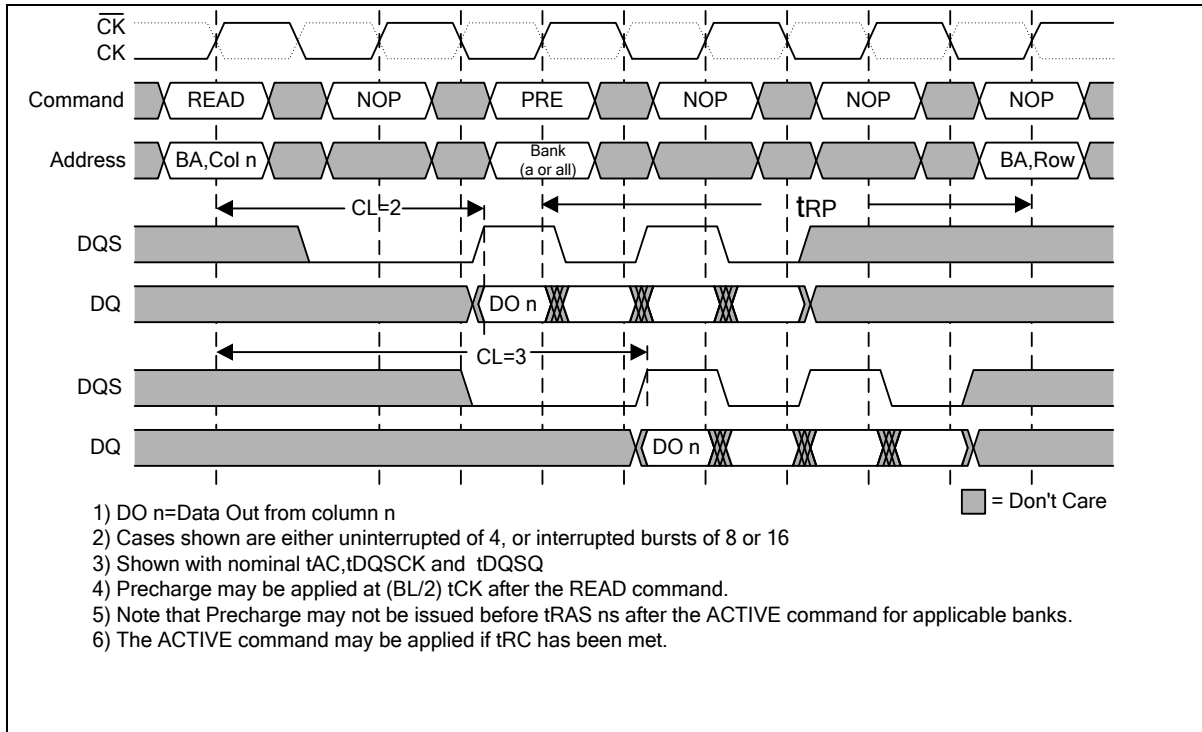 CK
CK
Command READ NOP PRE NOP NOP NOP
Address BA,Col n Bank (a or all) BA,Row
CL=2 tRP
DQS
DQ DO n
CL=3
DQS
DQ DO n
= Don't Care
1) DO n=Data Out from column n
2) Cases shown are either uninterrupted of 4, or interrupted bursts of 8 or 16
3) Shown with nominal tAC,tDQSCK and tDQSQ
4) Precharge may be applied at (BL/2) tCK after the READ command.
5) Note that Precharge may not be issued before tRAS ns after the ACTIVE command for applicable banks.
6) The ACTIVE command may be applied if tRC has been met.